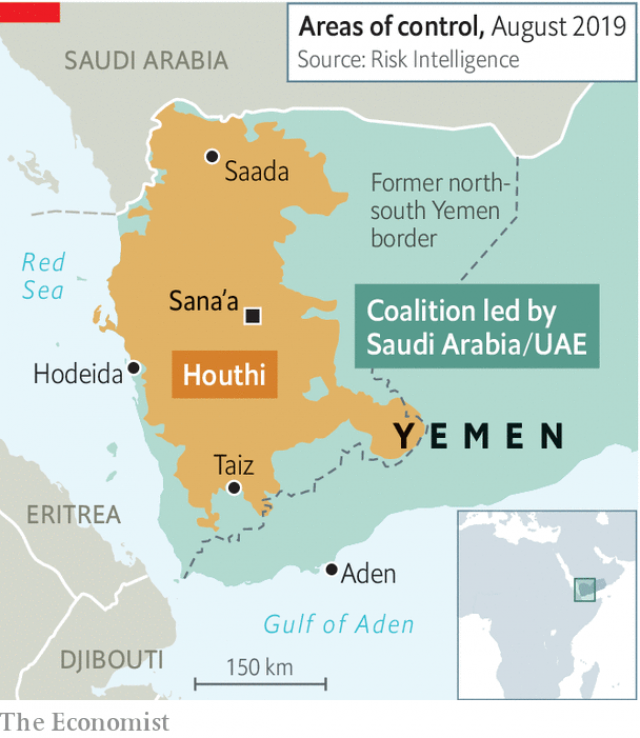 Areas of control, August 2019
Source: Risk Intelligence
SAUDI ARABIA
Saada
Former north-
south Yemen
border
Red
Sea
Sana’a
Coalition led by
Saudi Arabia/UAE
Hodeida
Houthi
YEMEN
Taiz
ERITREA
Aden
Gulf of Aden
DJIBOUTI
150 km
The Economist